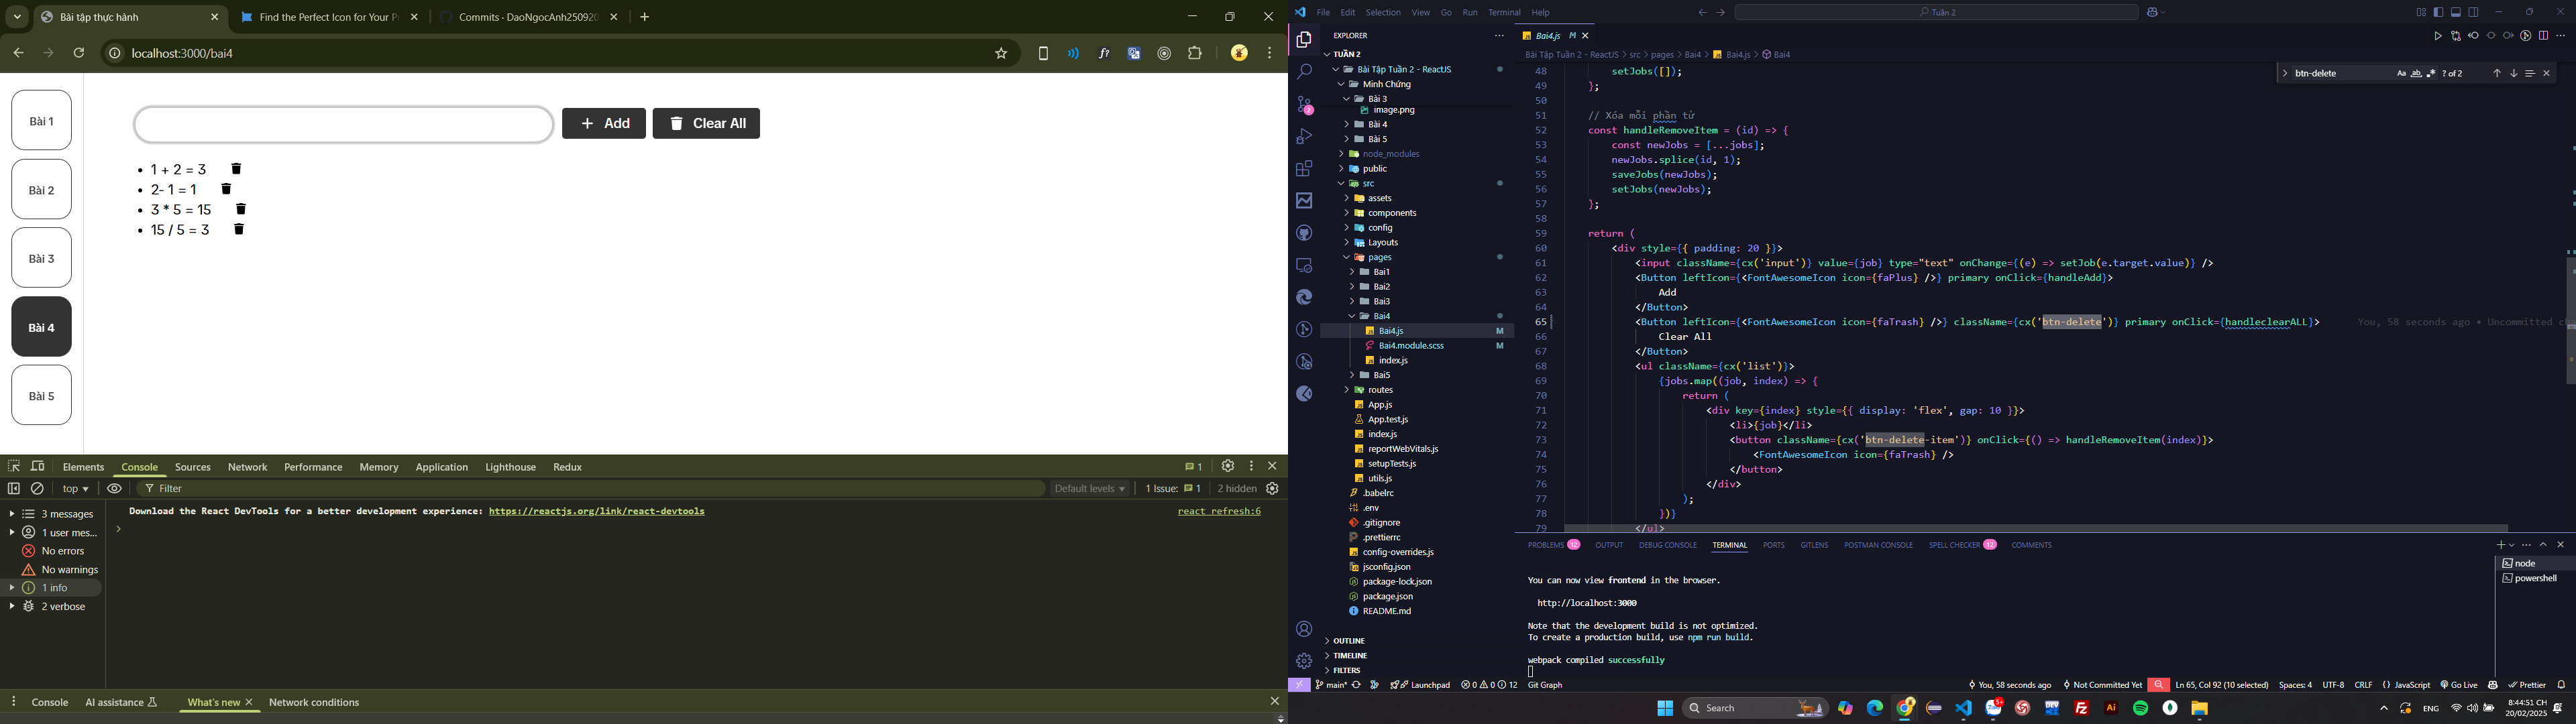 Bài tập thực hành
Find the Perfect Icon for Your Pr
Commits · DaoNgocAnh250920
localhost:3000/bai4
Bài 1
Bài 2
Bài 3
Bài 4
Bài 5
Add
Clear All
1 + 2 = 3
2- 1 = 1
3 * 5 = 15
15 / 5 = 3
Elements Console Sources Network Performance Memory Application Lighthouse Redux 1
top Filter Default levels 1 Issue: 1 2 hidden
3 messages
1 user mes...
No errors
No warnings
1 info
2 verbose
Download the React DevTools for a better development experience: https://reactjs.org/link/react-devtools
react refresh:6
Console AI assistance What's new Network conditions
File Edit Selection View Go Run Terminal Help
Tuần 2
EXPLORER
TUẦN 2
Bài Tập Tuần 2 - ReactJS
Minh Chứng
Bài 3
image.png
Bài 4
Bài 5
node_modules
public
src
assets
components
config
Layouts
pages
Bai1
Bai2
Bai3
Bai4
Bai4.js M
Bai4.module.scss M
index.js
Bai5
routes
App.js
App.test.js
index.js
reportWebVitals.js
setupTests.js
utils.js
.babelrc
.env
.gitignore
.prettierrc
config-overrides.js
jsconfig.json
package-lock.json
package.json
README.md
OUTLINE
TIMELINE
FILTERS
Bai4.js M
Bài Tập Tuần 2 - ReactJS > src > pages > Bai4 > Bai4.js > Bai4
btn-delete Aa ab ? of 2
48 setJobs([]);
49 };
50
51 // Xóa mỗi phần tử
52 const handleRemoveItem = (id) => {
53 const newJobs = [...jobs];
54 newJobs.splice(id, 1);
55 saveJobs(newJobs);
56 setJobs(newJobs);
57 };
58
59 return (
60 <div style={{ padding: 20 }}>
61 <input className={cx('input')} value={job} type="text" onChange={(e) => setJob(e.target.value)} />
62 <Button leftIcon={<FontAwesomeIcon icon={faPlus} />} primary onClick={handleAdd}>
63 Add
64 </Button>
65 <Button leftIcon={<FontAwesomeIcon icon={faTrash} />} className={cx('btn-delete')} primary onClick={handleclearALL}> You, 58 seconds ago • Uncommitted cha
66 Clear All
67 </Button>
68 <ul className={cx('list')}>
69 {jobs.map((job, index) => {
70 return (
71 <div key={index} style={{ display: 'flex', gap: 10 }}>
72 <li>{job}</li>
73 <button className={cx('btn-delete-item')} onClick={() => handleRemoveItem(index)}>
74 <FontAwesomeIcon icon={faTrash} />
75 </button>
76 </div>
77 );
78 })}
79 </ul>
PROBLEMS 12 OUTPUT DEBUG CONSOLE TERMINAL PORTS GITLENS POSTMAN CONSOLE SPELL CHECKER 12 COMMENTS
You can now view frontend in the browser.
http://localhost:3000
Note that the development build is not optimized.
To create a production build, use npm run build.
webpack compiled successfully
node
powershell
main* Launchpad 0 0 12 Git Graph
You, 58 seconds ago Not Committed Yet Ln 65, Col 92 (10 selected) Spaces: 4 UTF-8 CRLF {} JavaScript Go Live Prettier
Search
ENG
8:44:51 CH
20/02/2025